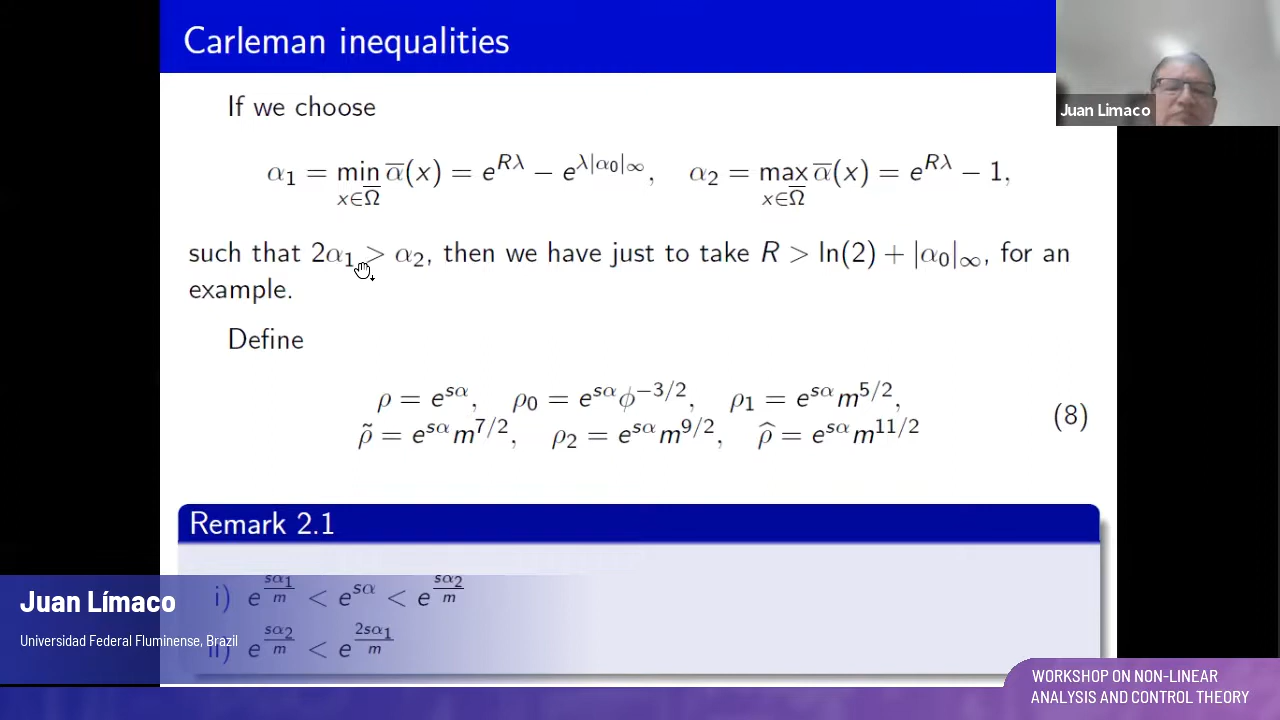 Carleman inequalities
Juan Limaco
If we choose
α₁ = min_{x∈Ω̅} α̅(x) = e^{Rλ} − e^{λ|α₀|_∞}, α₂ = max_{x∈Ω̅} α̅(x) = e^{Rλ} − 1,
such that 2α₁ > α₂, then we have just to take R > ln(2) + |α₀|_∞, for an
example.
Define
ρ = e^{sα}, ρ₀ = e^{sα}ϕ^{−3/2}, ρ₁ = e^{sα}m^{5/2},
ρ̃ = e^{sα}m^{7/2}, ρ₂ = e^{sα}m^{9/2}, ρ̂ = e^{sα}m^{11/2}
(8)
Remark 2.1
i) e^{sα₁/m} < e^{sα} < e^{sα₂/m}
ii) e^{sα₂/m} < e^{2sα₁/m}
Juan Límaco
Universidad Federal Fluminense, Brazil
WORKSHOP ON NON-LINEAR
ANALYSIS AND CONTROL THEORY